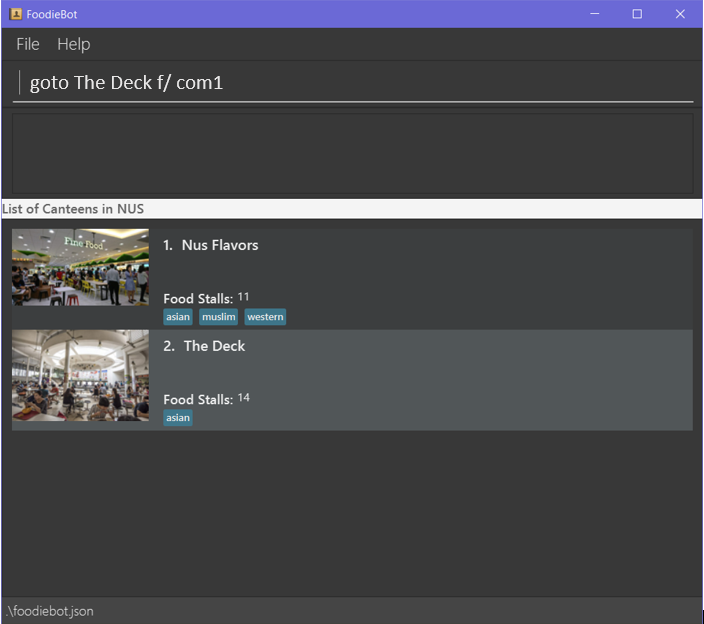 FoodieBot
File Help
goto The Deck f/ com1
List of Canteens in NUS
Fine Food
1. Nus Flavors
Food Stalls: 11
asian muslim western
2. The Deck
Food Stalls: 14
asian
.\foodiebot.json